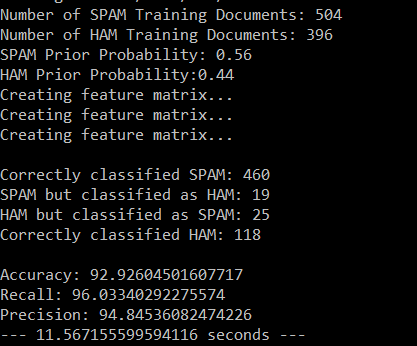 Number of SPAM Training Documents: 504
Number of HAM Training Documents: 396
SPAM Prior Probability: 0.56
HAM Prior Probability:0.44
Creating feature matrix...
Creating feature matrix...
Creating feature matrix...
Correctly classified SPAM: 460
SPAM but classified as HAM: 19
HAM but classified as SPAM: 25
Correctly classified HAM: 118
Accuracy: 92.92604501607717
Recall: 96.03340292275574
Precision: 94.84536082474226
--- 11.567155599594116 seconds ---